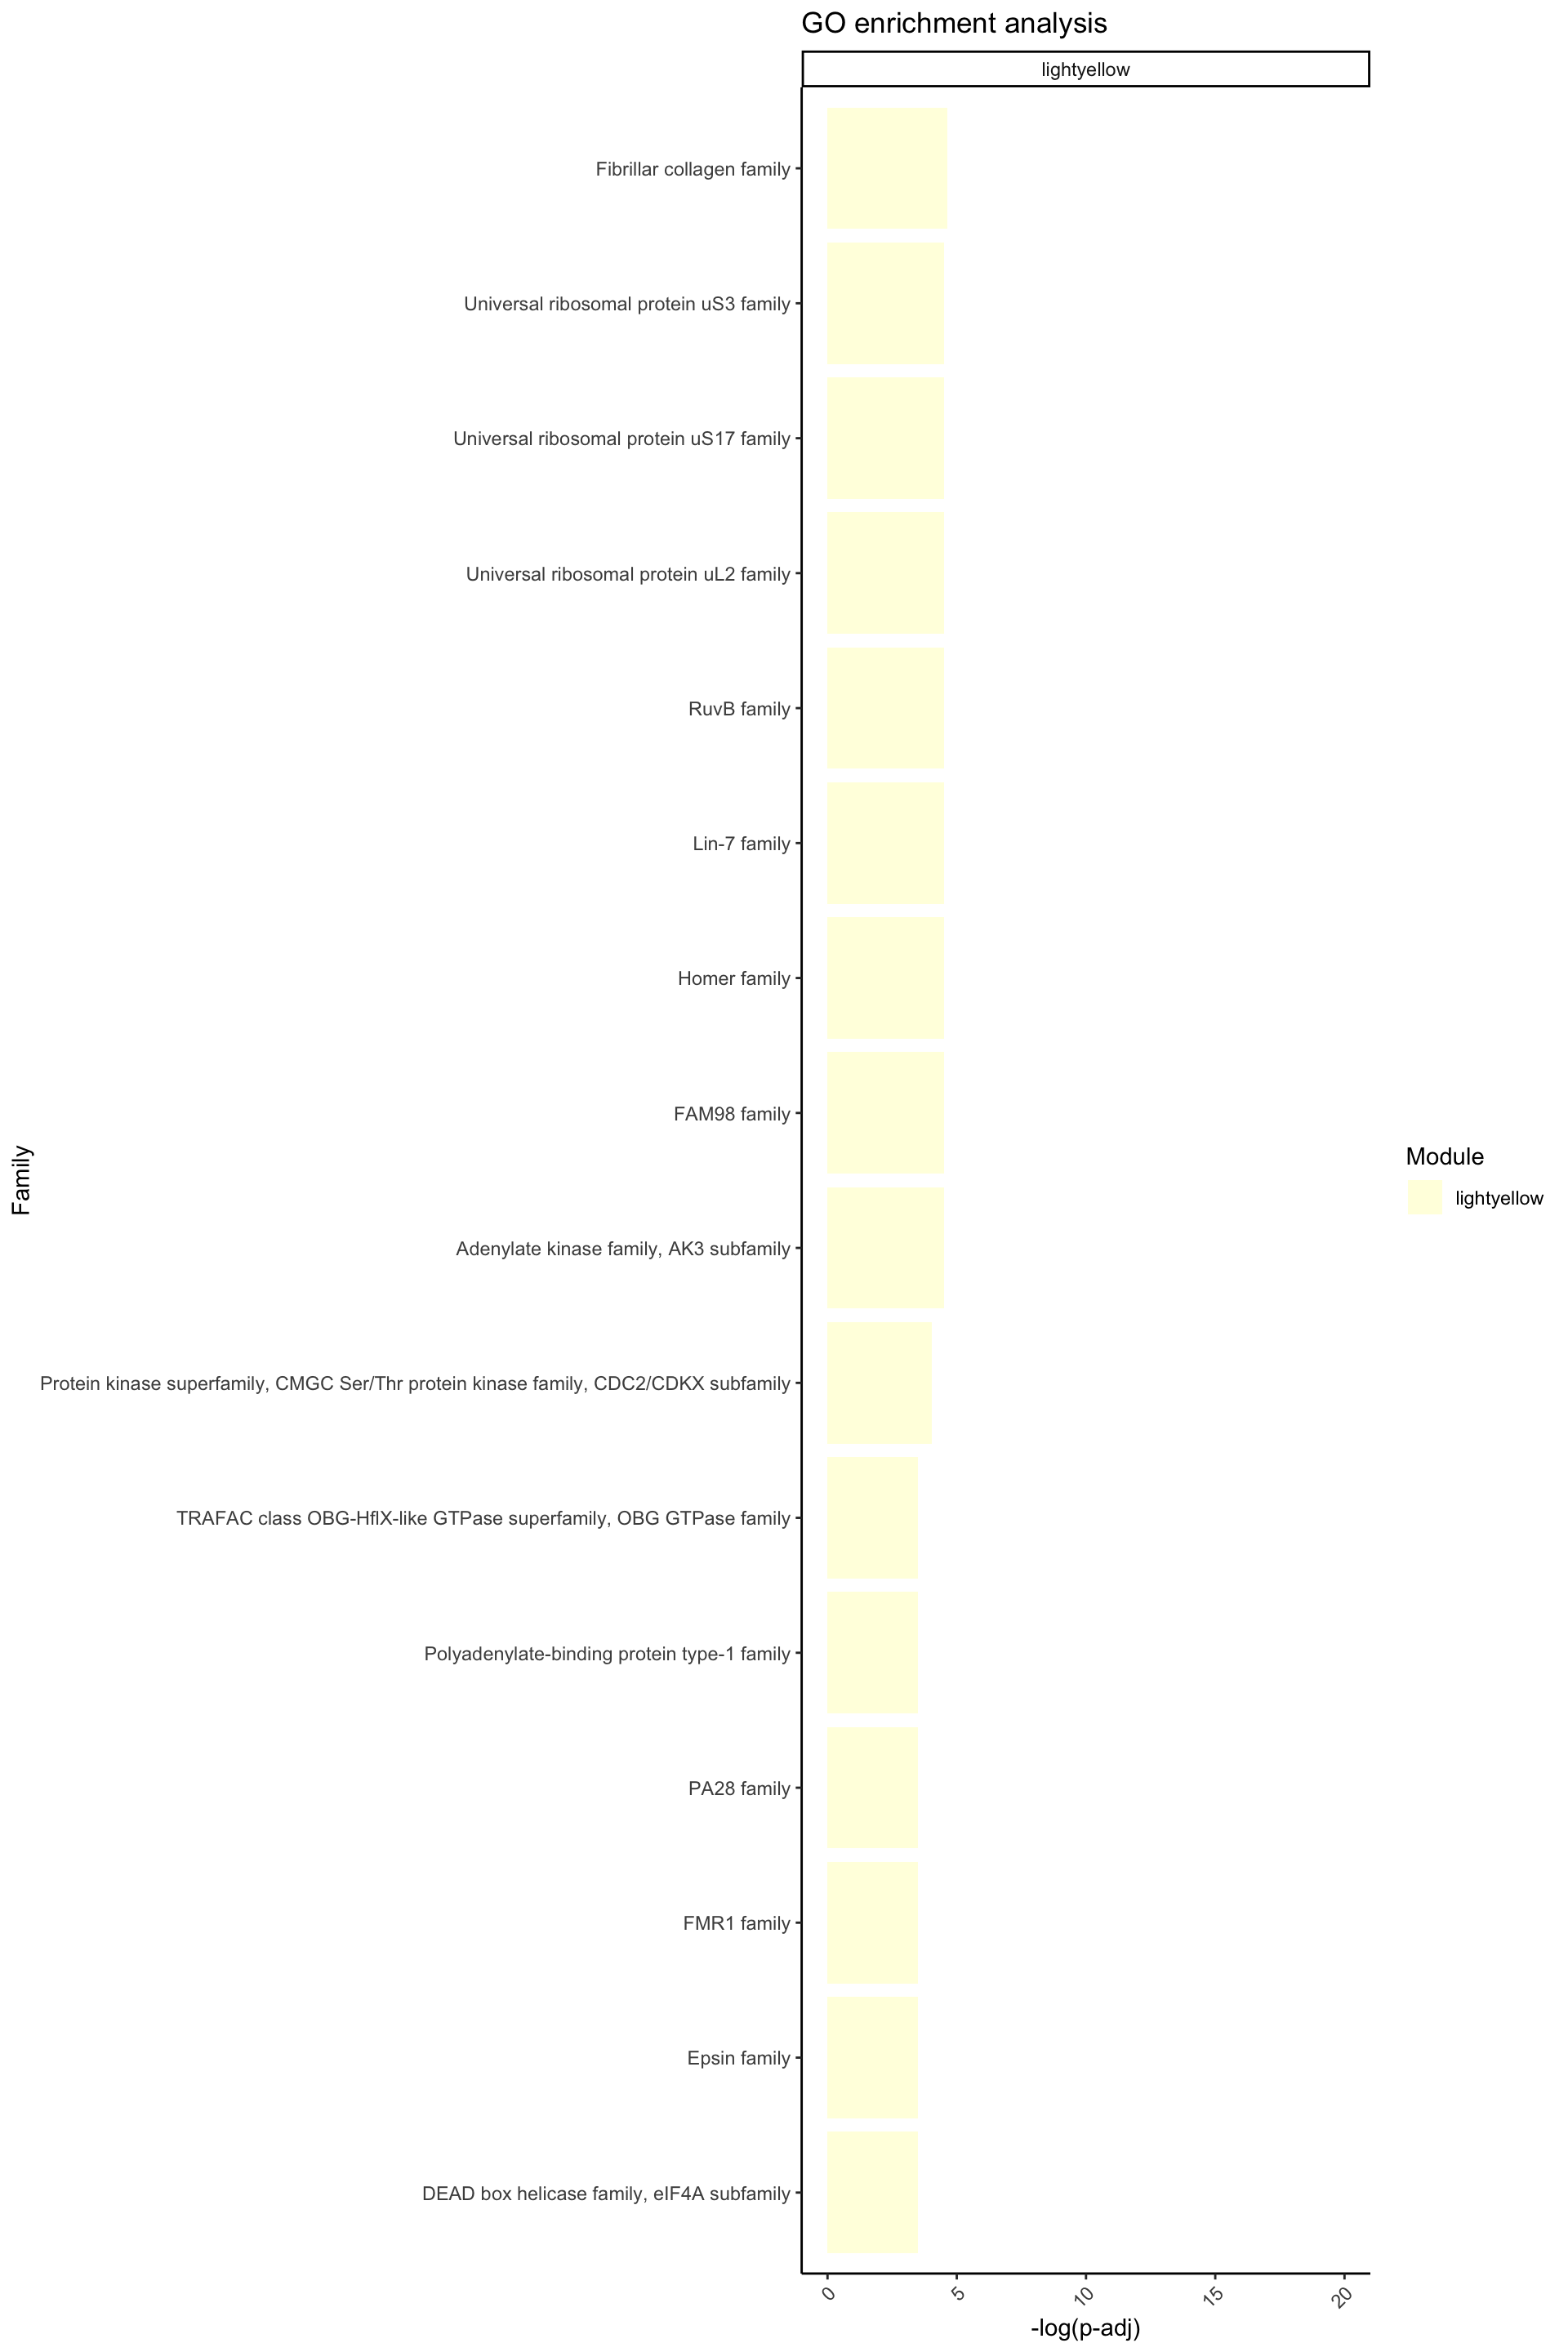 GO enrichment analysis
lightyellow
Fibrillar collagen family
Universal ribosomal protein uS3 family
Universal ribosomal protein uS17 family
Universal ribosomal protein uL2 family
RuvB family
Lin-7 family
Homer family
FAM98 family
Adenylate kinase family, AK3 subfamily
Protein kinase superfamily, CMGC Ser/Thr protein kinase family, CDC2/CDKX subfamily
TRAFAC class OBG-HflX-like GTPase superfamily, OBG GTPase family
Polyadenylate-binding protein type-1 family
PA28 family
FMR1 family
Epsin family
DEAD box helicase family, eIF4A subfamily
Family
0
5
10
15
20
-log(p-adj)
Module
lightyellow